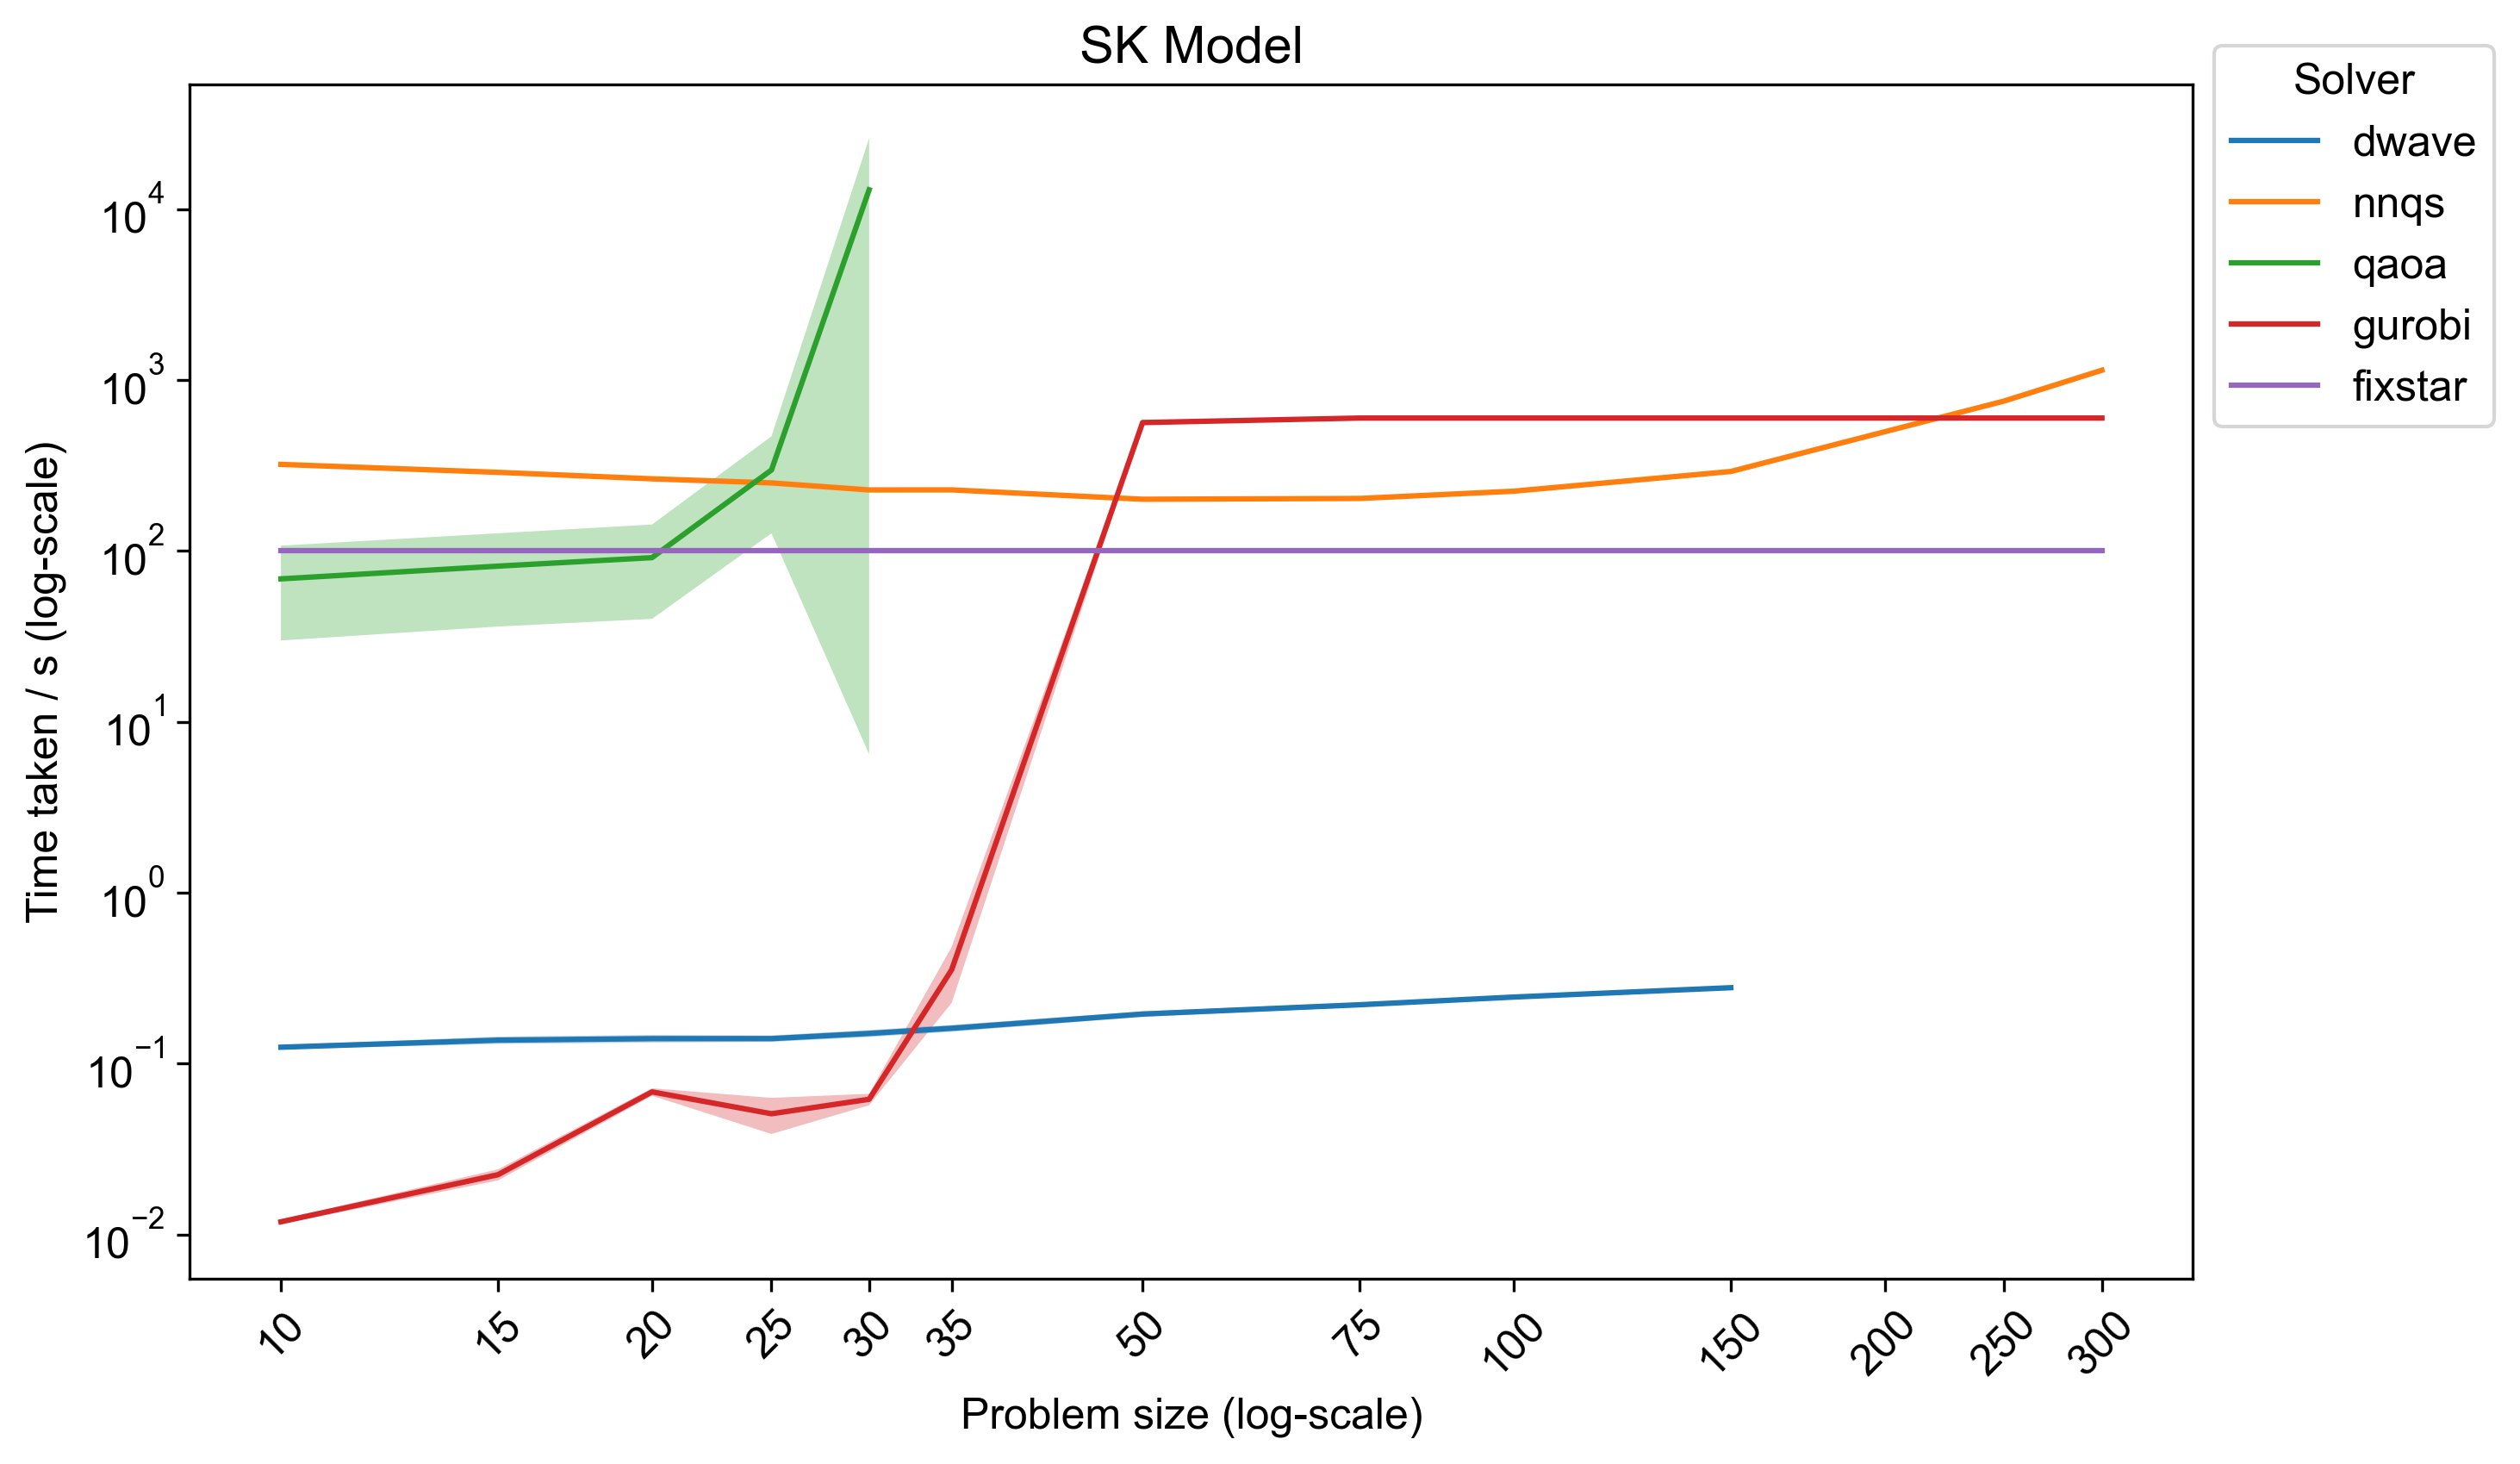 SK Model
Solver
dwave
nnqs
qaoa
gurobi
fixstar
Time taken / s (log-scale)
10^4
10^3
10^2
10^1
10^0
10^−1
10^−2
10
15
20
25
30
35
50
75
100
150
200
250
300
Problem size (log-scale)